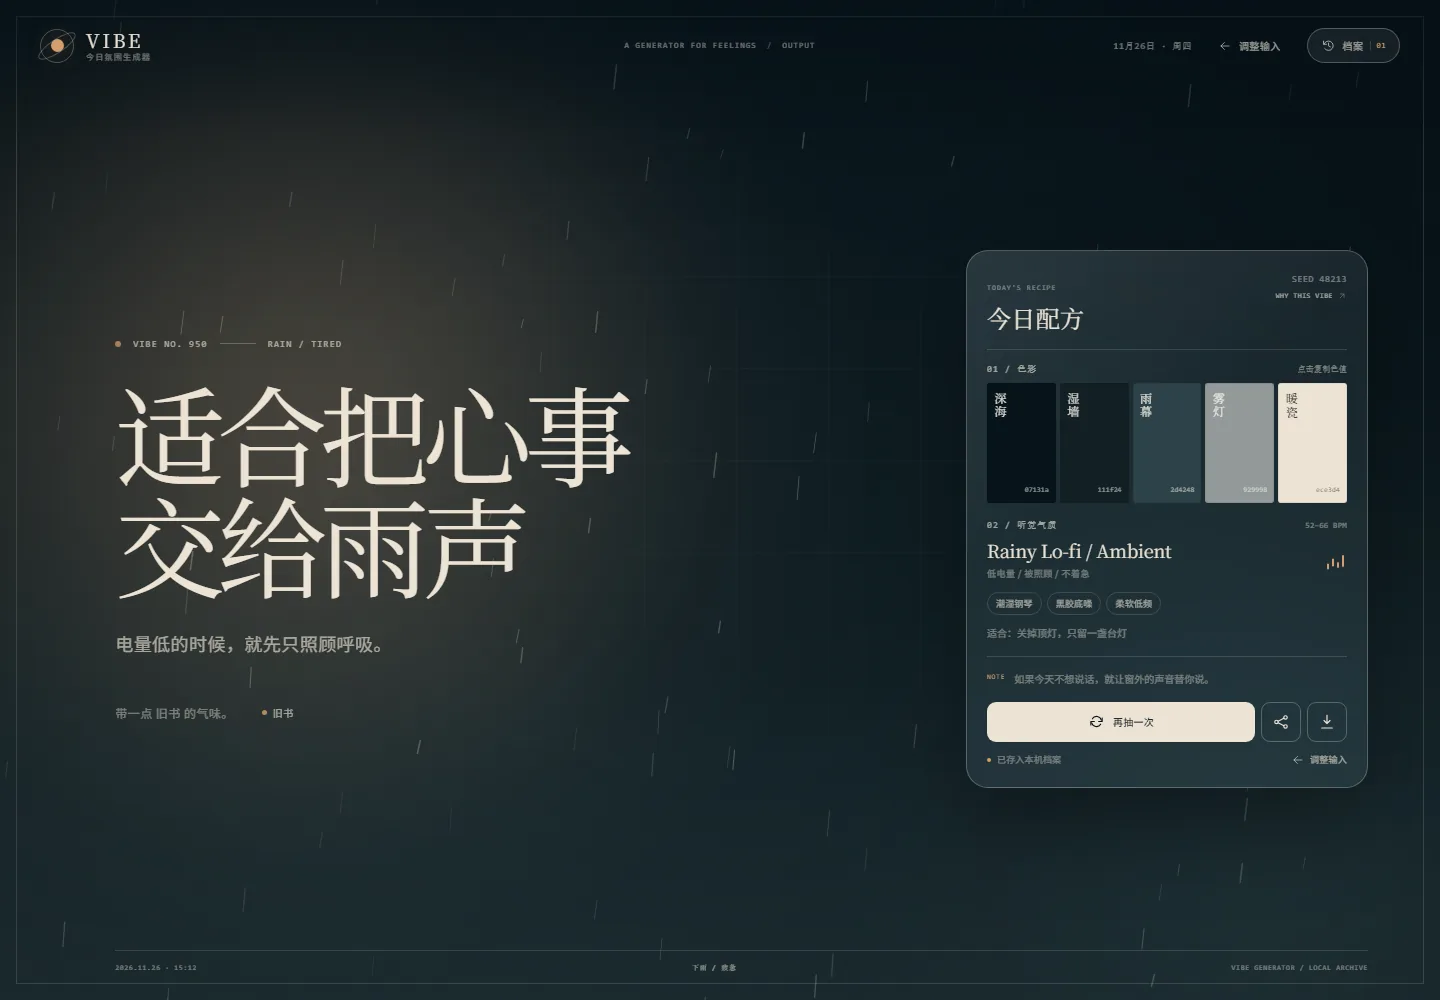 VIBE
今日氛围生成器
A GENERATOR FOR FEELINGS / OUTPUT
11月26日 · 周四
调整输入
档案 01
VIBE NO. 950
RAIN / TIRED
适合把心事
交给雨声
电量低的时候，就先只照顾呼吸。
带一点 旧书 的气味。
旧书
SEED 48213
TODAY'S RECIPE
WHY THIS VIBE
今日配方
01 / 色彩
点击复制色值
深海
湿墙
雨幕
雾灯
暖瓷
07131a
111f24
2d4248
929998
ece3d4
02 / 听觉气质
52—66 BPM
Rainy Lo-fi / Ambient
低电量 / 被照顾 / 不着急
潮湿钢琴
黑胶底噪
柔软低频
适合：关掉顶灯，只留一盏台灯
NOTE 如果今天不想说话，就让窗外的声音替你说。
再抽一次
已存入本机档案
调整输入
2026.11.26 · 15:12
下雨 / 疲惫
VIBE GENERATOR / LOCAL ARCHIVE